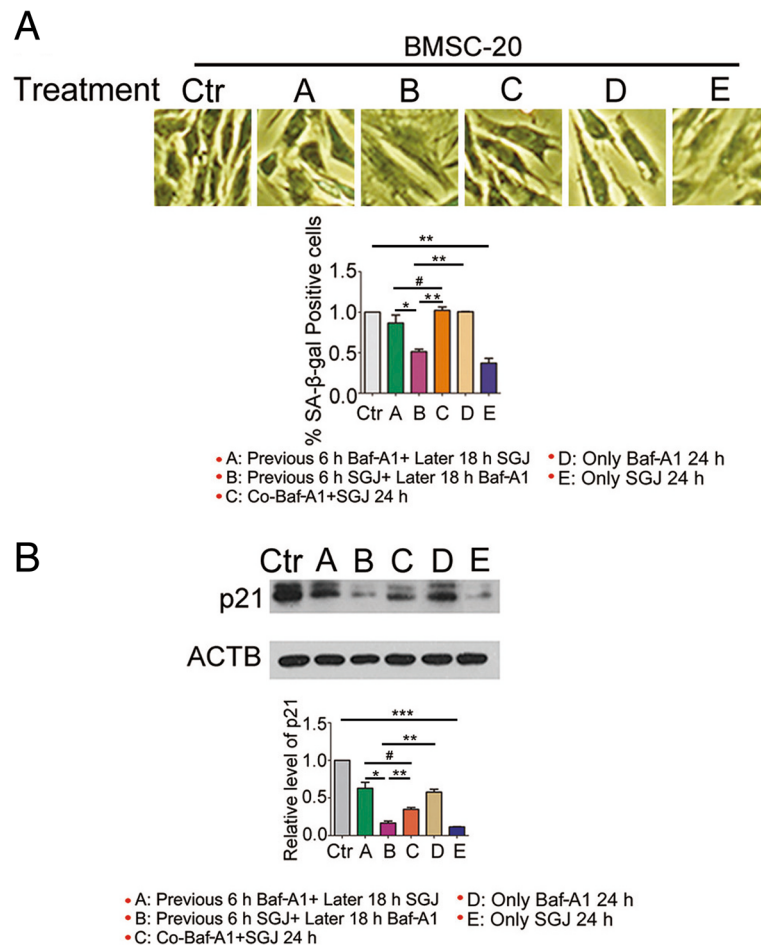 A
BMSC-20
Treatment Ctr A B C D E
% SA-β-gal Positive cells
**
**
#
* **
1.5
1.0
0.5
0.0
Ctr A B C D E
• A: Previous 6 h Baf-A1+ Later 18 h SGJ • D: Only Baf-A1 24 h
• B: Previous 6 h SGJ+ Later 18 h Baf-A1 • E: Only SGJ 24 h
• C: Co-Baf-A1+SGJ 24 h
B
Ctr A B C D E
p21
ACTB
Relative level of p21
***
**
#
* **
1.5
1.0
0.5
0.0
Ctr A B C D E
• A: Previous 6 h Baf-A1+ Later 18 h SGJ • D: Only Baf-A1 24 h
• B: Previous 6 h SGJ+ Later 18 h Baf-A1 • E: Only SGJ 24 h
• C: Co-Baf-A1+SGJ 24 h